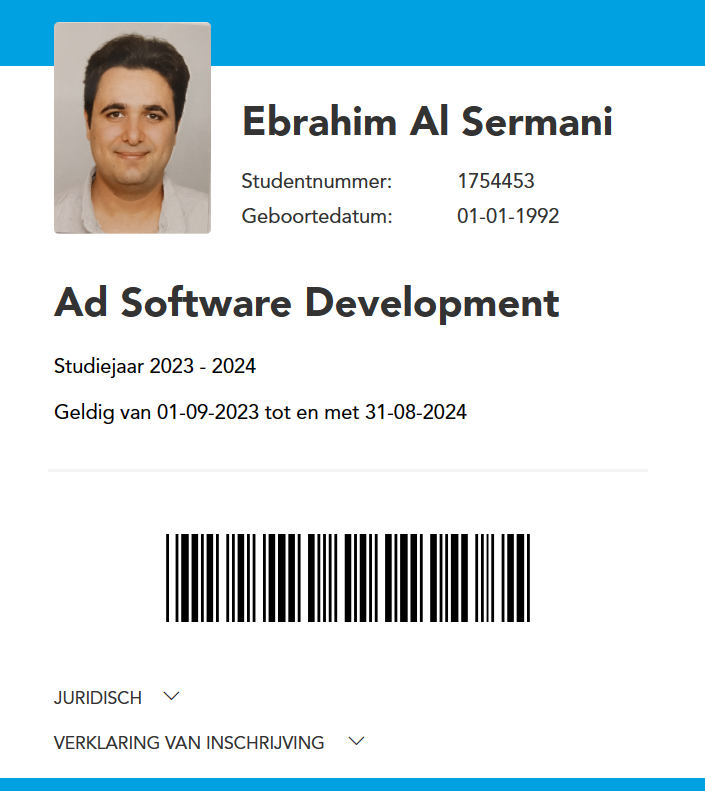 Ebrahim Al Sermani
Studentnummer: 1754453
Geboortedatum: 01-01-1992
Ad Software Development
Studiejaar 2023 - 2024
Geldig van 01-09-2023 tot en met 31-08-2024
JURIDISCH
VERKLARING VAN INSCHRIJVING